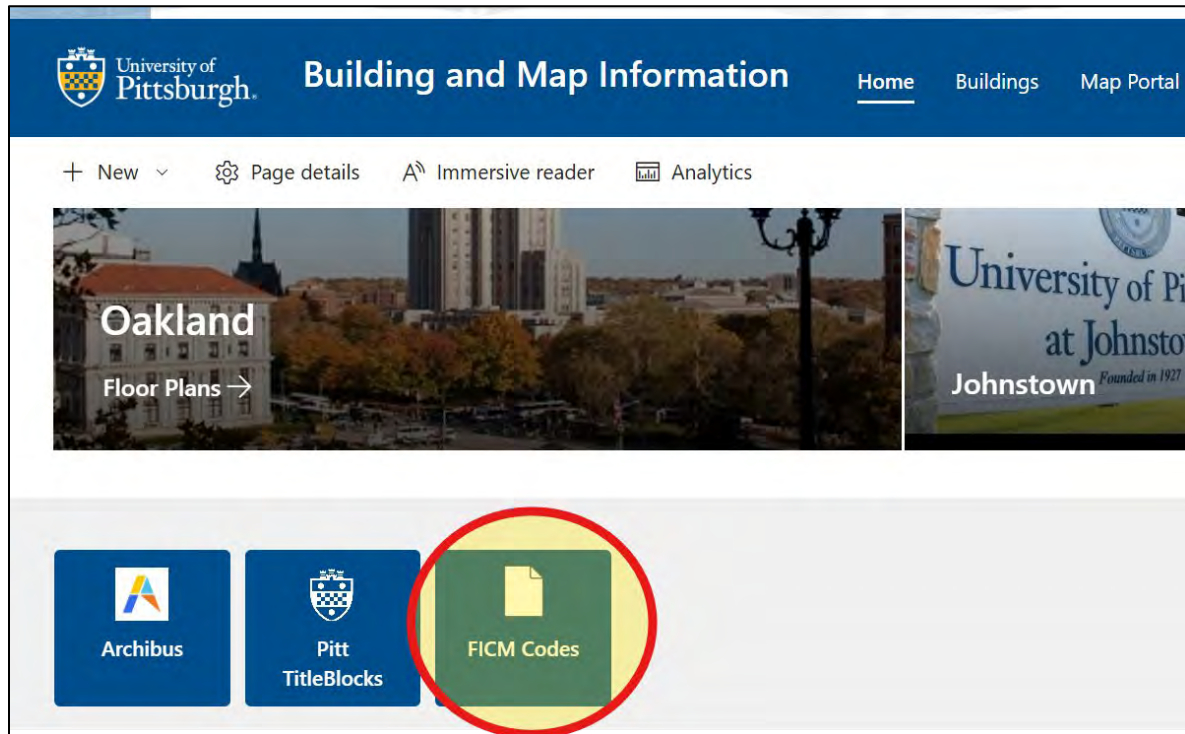 University of
Pittsburgh.
Building and Map Information
Home Buildings Map Portal
+ New Page details Immersive reader Analytics
Oakland
Floor Plans →
University of Pi
at Johnsto
Founded in 1927
Johnstown
Archibus
Pitt
TitleBlocks
FICM Codes